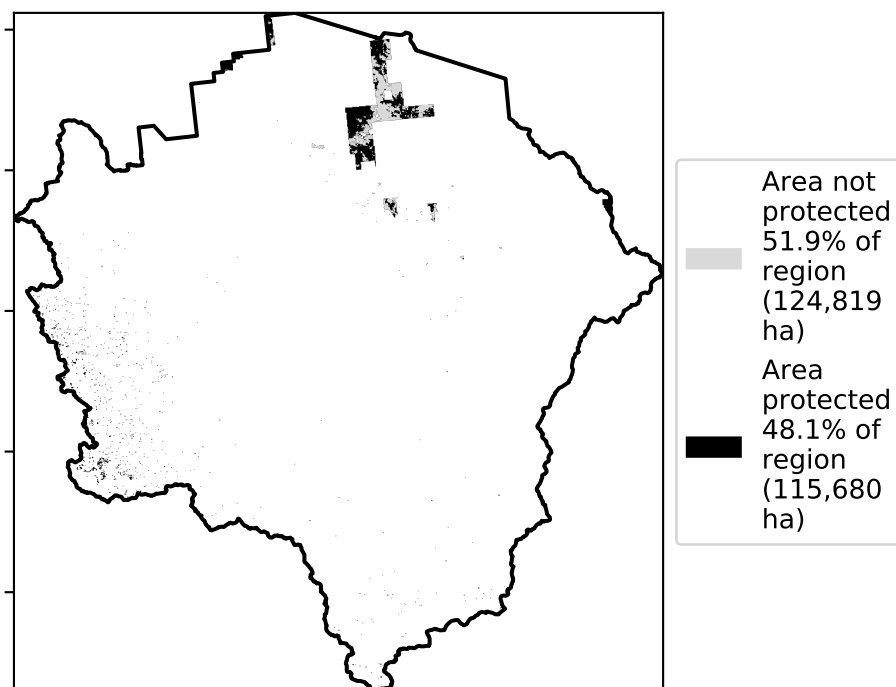 Area not
protected
51.9% of
region
(124,819
ha)
Area
protected
48.1% of
region
(115,680
ha)